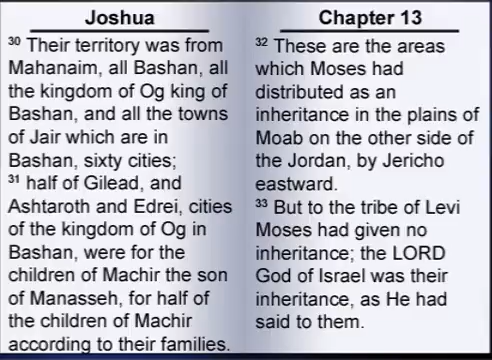 Joshua
³⁰ Their territory was from
Mahanaim, all Bashan, all
the kingdom of Og king of
Bashan, and all the towns
of Jair which are in
Bashan, sixty cities;
³¹ half of Gilead, and
Ashtaroth and Edrei, cities
of the kingdom of Og in
Bashan, were for the
children of Machir the son
of Manasseh, for half of
the children of Machir
according to their families.
Chapter 13
³² These are the areas
which Moses had
distributed as an
inheritance in the plains of
Moab on the other side of
the Jordan, by Jericho
eastward.
³³ But to the tribe of Levi
Moses had given no
inheritance; the LORD
God of Israel was their
inheritance, as He had
said to them.